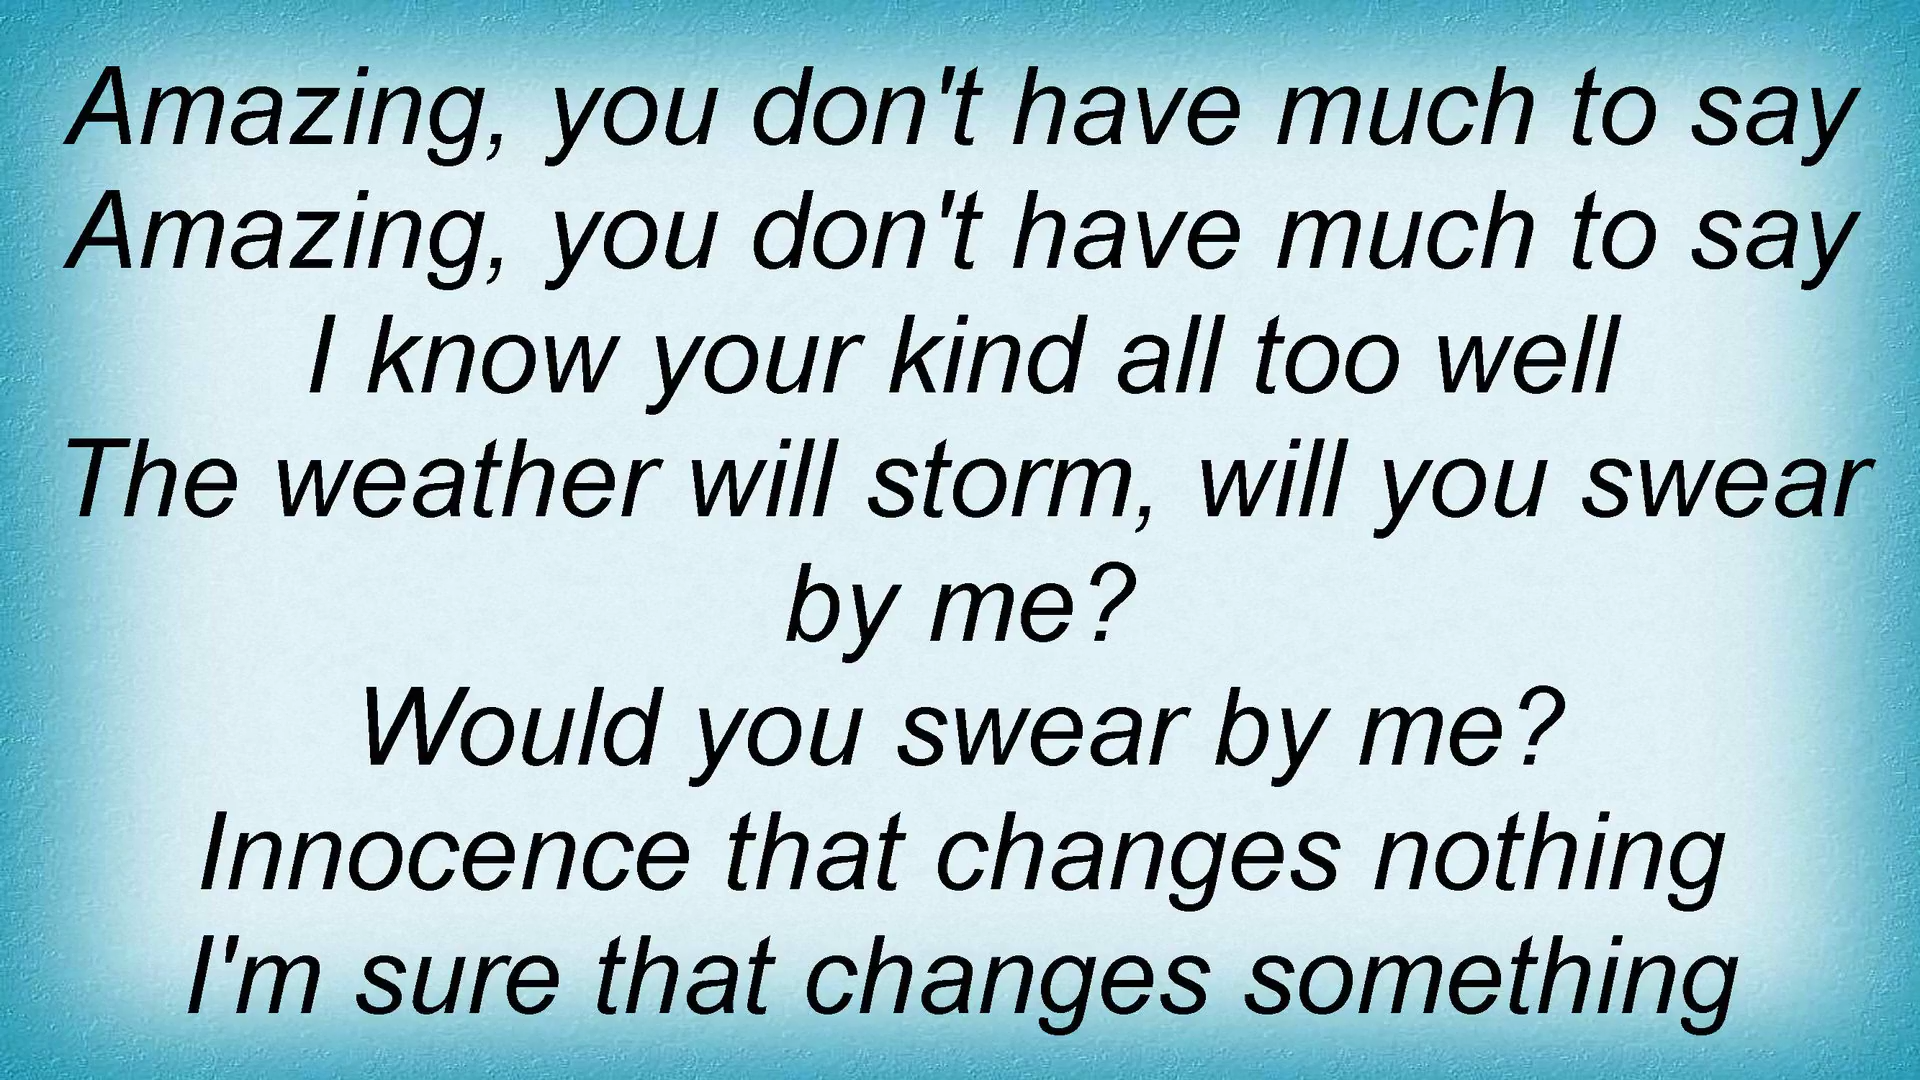 Amazing, you don't have much to say
Amazing, you don't have much to say
I know your kind all too well
The weather will storm, will you swear
by me?
Would you swear by me?
Innocence that changes nothing
I'm sure that changes something